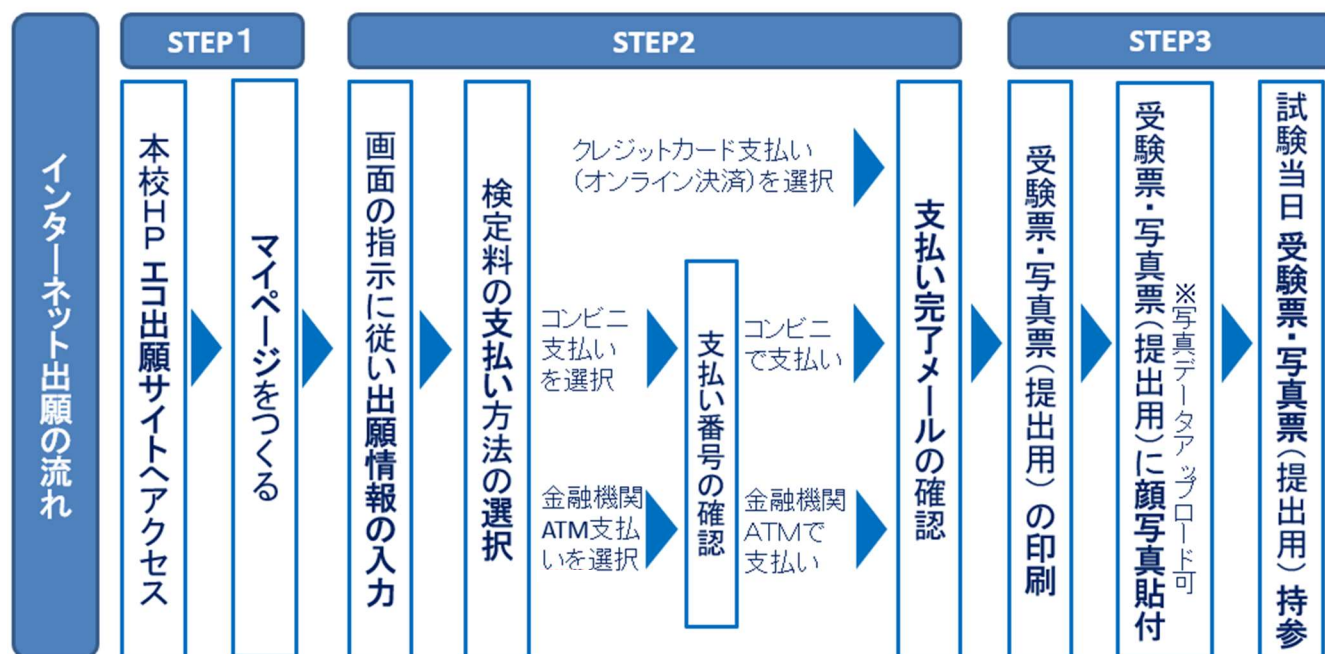 インターネット出願の流れ
STEP1
本校HP エコ出願サイトへアクセス
マイページをつくる
STEP2
画面の指示に従い出願情報の入力
検定料の支払い方法の選択
クレジットカード支払い
(オンライン決済)を選択
コンビニ
支払い
を選択
金融機関
ATM支払
いを選択
支払い番号の確認
コンビニ
で支払い
金融機関
ATMで
支払い
支払い完了メールの確認
STEP3
受験票・写真票(提出用)の印刷
受験票・写真票(提出用)に顔写真貼付
※写真データアップロード可
試験当日 受験票・写真票(提出用)持参